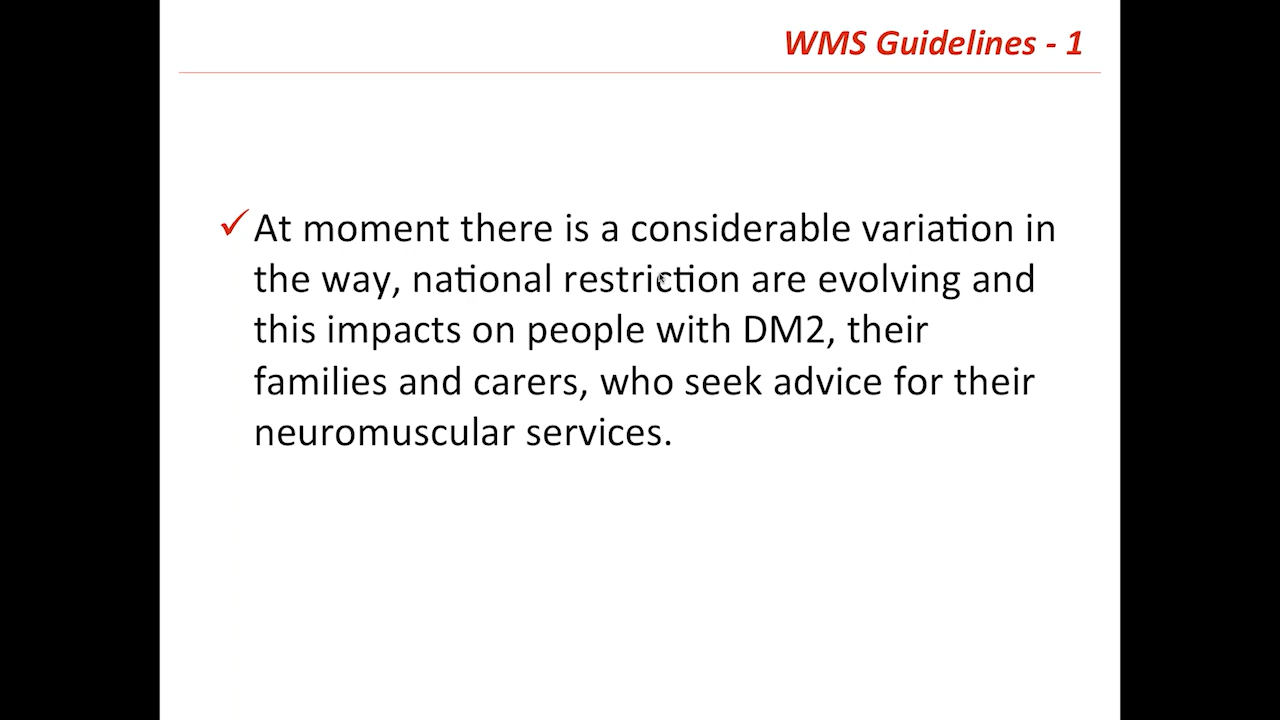 WMS Guidelines - 1
At moment there is a considerable variation in
the way, national restriction are evolving and
this impacts on people with DM2, their
families and carers, who seek advice for their
neuromuscular services.